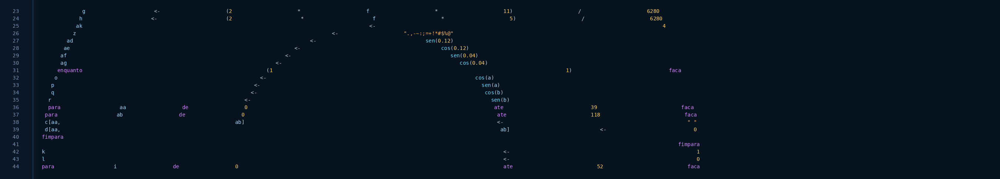 23 g <- (2 * f * 11) / 6280
24 h <- (2 * f * 5) / 6280
25 ak <- 4
26 z <- ".,-~:;=+!*#$%@"
27 ad <- sen(0.12)
28 ae <- cos(0.12)
29 af <- sen(0.04)
30 ag <- cos(0.04)
31 enquanto (1 1) faca
32 o <- cos(a)
33 p <- sen(a)
34 q <- cos(b)
35 r <- sen(b)
36 para aa de 0 ate 39 faca
37 para ab de 0 ate 118 faca
38 c[aa, ab] <- " "
39 d[aa, ab] <- 0
40 fimpara
41 fimpara
42 k <- 1
43 l <- 0
44 para i de 0 ate 52 faca